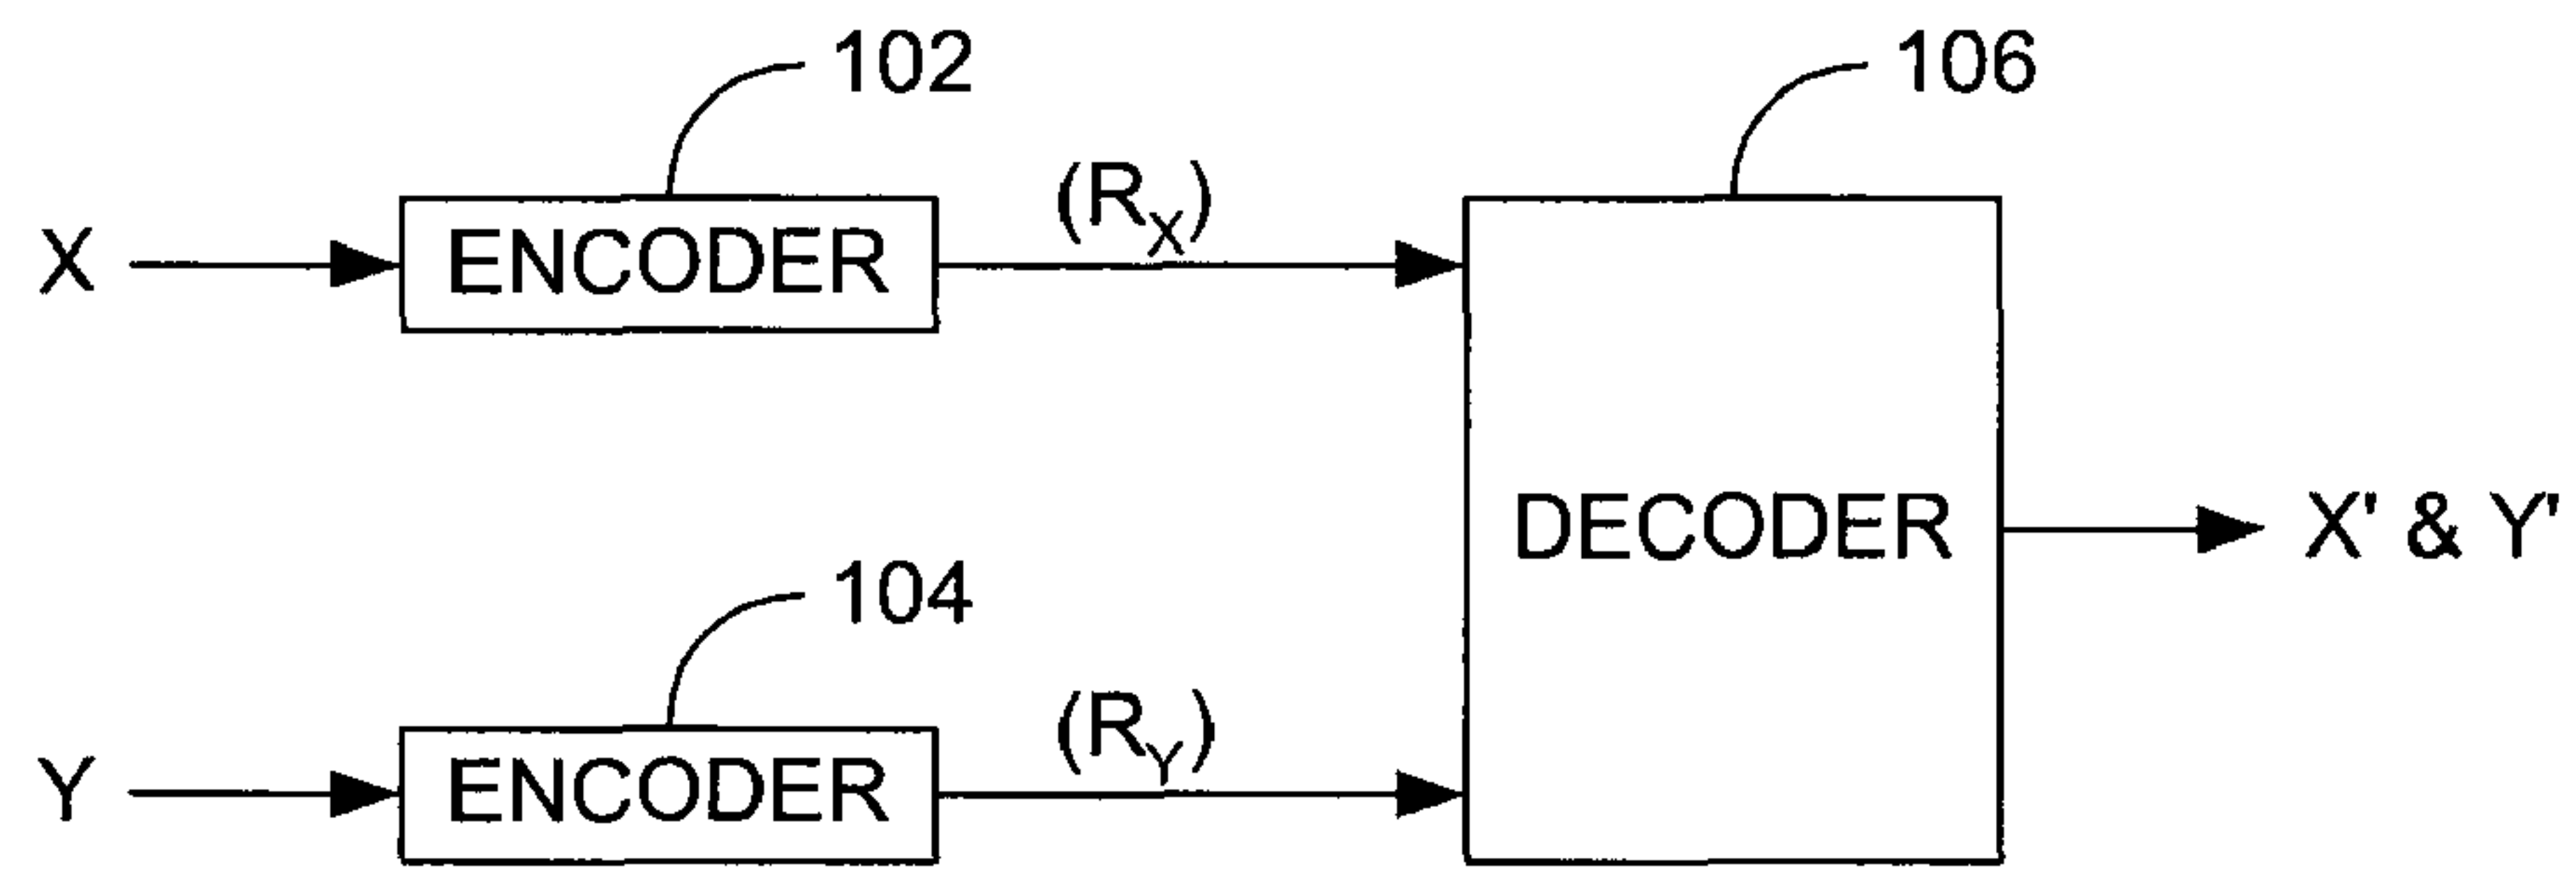 102
106
(R_X)
X
ENCODER
DECODER
X' & Y'
104
(R_Y)
Y
ENCODER